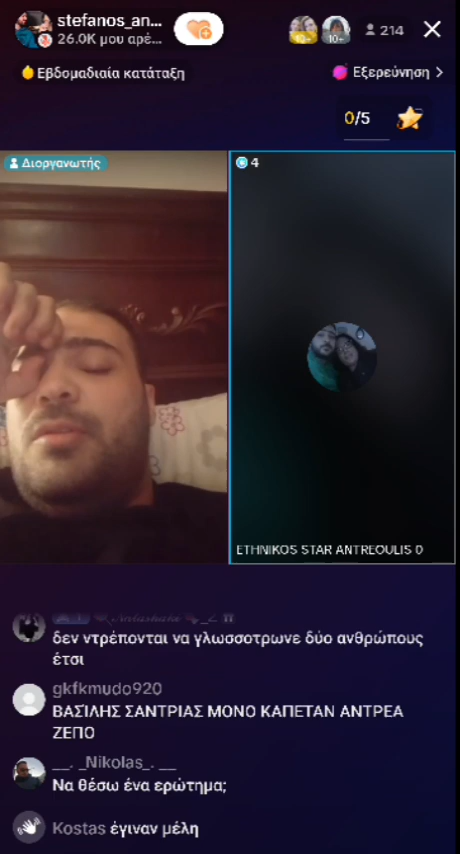 stefanos_an...
26.0K μου αρέ...
10+
10+
214
Εβδομαδιαία κατάταξη
Εξερεύνηση >
0/5
Διοργανωτής
4
ETHNIKOS STAR ANTREOULIS 0
δεν ντρέπονται να γλωσσοτρωνε δύο ανθρώπους
έτσι
gkfkmudo920
ΒΑΣΙΛΗΣ ΣΑΝΤΡΙΑΣ ΜΟΝΟ ΚΑΠΕΤΑΝ ΑΝΤΡΕΑ
ΖΕΠΟ
__. _Nikolas_. __
Να θέσω ένα ερώτημα;
Kostas έγιναν μέλη